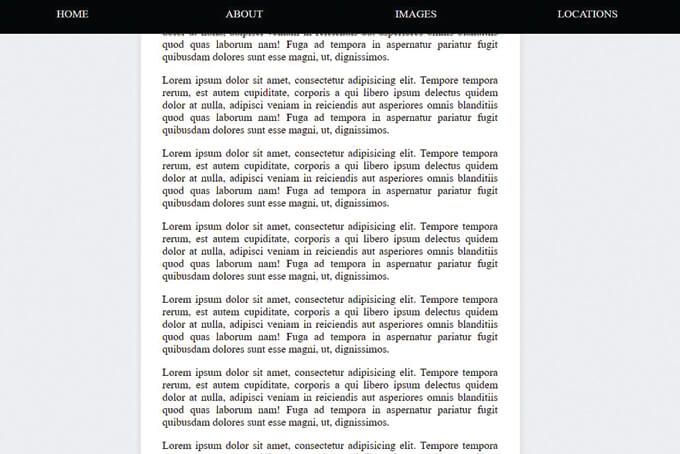 HOME ABOUT IMAGES LOCATIONS
dolor at nulla, adipisci veniam in reiciendis aut asperiores omnis blanditiis
quod quas laborum nam! Fuga ad tempora in aspernatur pariatur fugit
quibusdam dolores sunt esse magni, ut, dignissimos.
Lorem ipsum dolor sit amet, consectetur adipisicing elit. Tempore tempora
rerum, est autem cupiditate, corporis a qui libero ipsum delectus quidem
dolor at nulla, adipisci veniam in reiciendis aut asperiores omnis blanditiis
quod quas laborum nam! Fuga ad tempora in aspernatur pariatur fugit
quibusdam dolores sunt esse magni, ut, dignissimos.
Lorem ipsum dolor sit amet, consectetur adipisicing elit. Tempore tempora
rerum, est autem cupiditate, corporis a qui libero ipsum delectus quidem
dolor at nulla, adipisci veniam in reiciendis aut asperiores omnis blanditiis
quod quas laborum nam! Fuga ad tempora in aspernatur pariatur fugit
quibusdam dolores sunt esse magni, ut, dignissimos.
Lorem ipsum dolor sit amet, consectetur adipisicing elit. Tempore tempora
rerum, est autem cupiditate, corporis a qui libero ipsum delectus quidem
dolor at nulla, adipisci veniam in reiciendis aut asperiores omnis blanditiis
quod quas laborum nam! Fuga ad tempora in aspernatur pariatur fugit
quibusdam dolores sunt esse magni, ut, dignissimos.
Lorem ipsum dolor sit amet, consectetur adipisicing elit. Tempore tempora
rerum, est autem cupiditate, corporis a qui libero ipsum delectus quidem
dolor at nulla, adipisci veniam in reiciendis aut asperiores omnis blanditiis
quod quas laborum nam! Fuga ad tempora in aspernatur pariatur fugit
quibusdam dolores sunt esse magni, ut, dignissimos.
Lorem ipsum dolor sit amet, consectetur adipisicing elit. Tempore tempora
rerum, est autem cupiditate, corporis a qui libero ipsum delectus quidem
dolor at nulla, adipisci veniam in reiciendis aut asperiores omnis blanditiis
quod quas laborum nam! Fuga ad tempora in aspernatur pariatur fugit
quibusdam dolores sunt esse magni, ut, dignissimos.
Lorem ipsum dolor sit amet, consectetur adipisicing elit. Tempore tempora